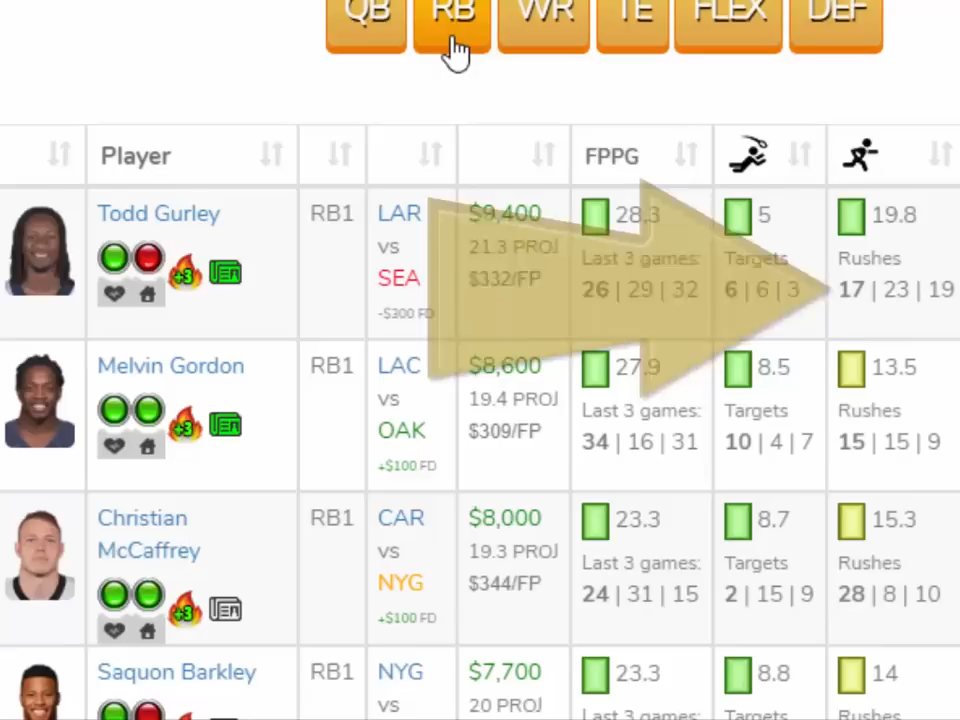 QB RB WR TE FLEX DEF
Player FPPG
Todd Gurley RB1 LAR $9,400 28.3 5 19.8
vs 21.3 PROJ Last 3 games: Targets Rushes
SEA $332/FP 26 | 29 | 32 6 | 6 | 3 17 | 23 | 19
+3
-$300 FD
Melvin Gordon RB1 LAC $8,600 27.9 8.5 13.5
vs 19.4 PROJ Last 3 games: Targets Rushes
OAK $309/FP 34 | 16 | 31 10 | 4 | 7 15 | 15 | 9
+3
+$100 FD
Christian RB1 CAR $8,000 23.3 8.7 15.3
McCaffrey vs 19.3 PROJ Last 3 games: Targets Rushes
NYG $344/FP 24 | 31 | 15 2 | 15 | 9 28 | 8 | 10
+3
+$100 FD
Saquon Barkley RB1 NYG $7,700 23.3 8.8 14
vs 20 PROJ Last 3 games: Targets Rushes